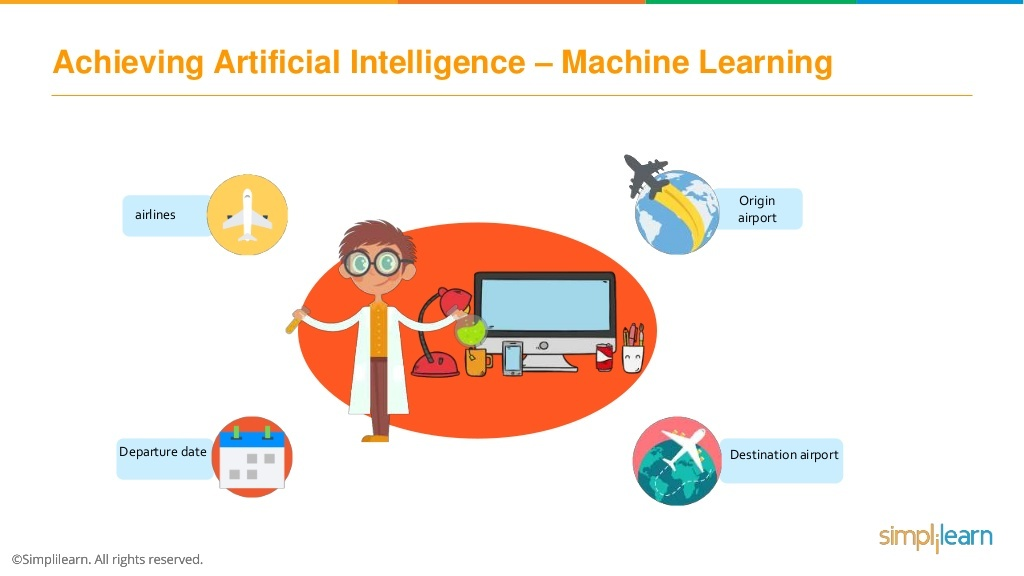 Achieving Artificial Intelligence – Machine Learning
airlines
Origin
airport
Departure date
Destination airport
simplilearn
©Simplilearn. All rights reserved.